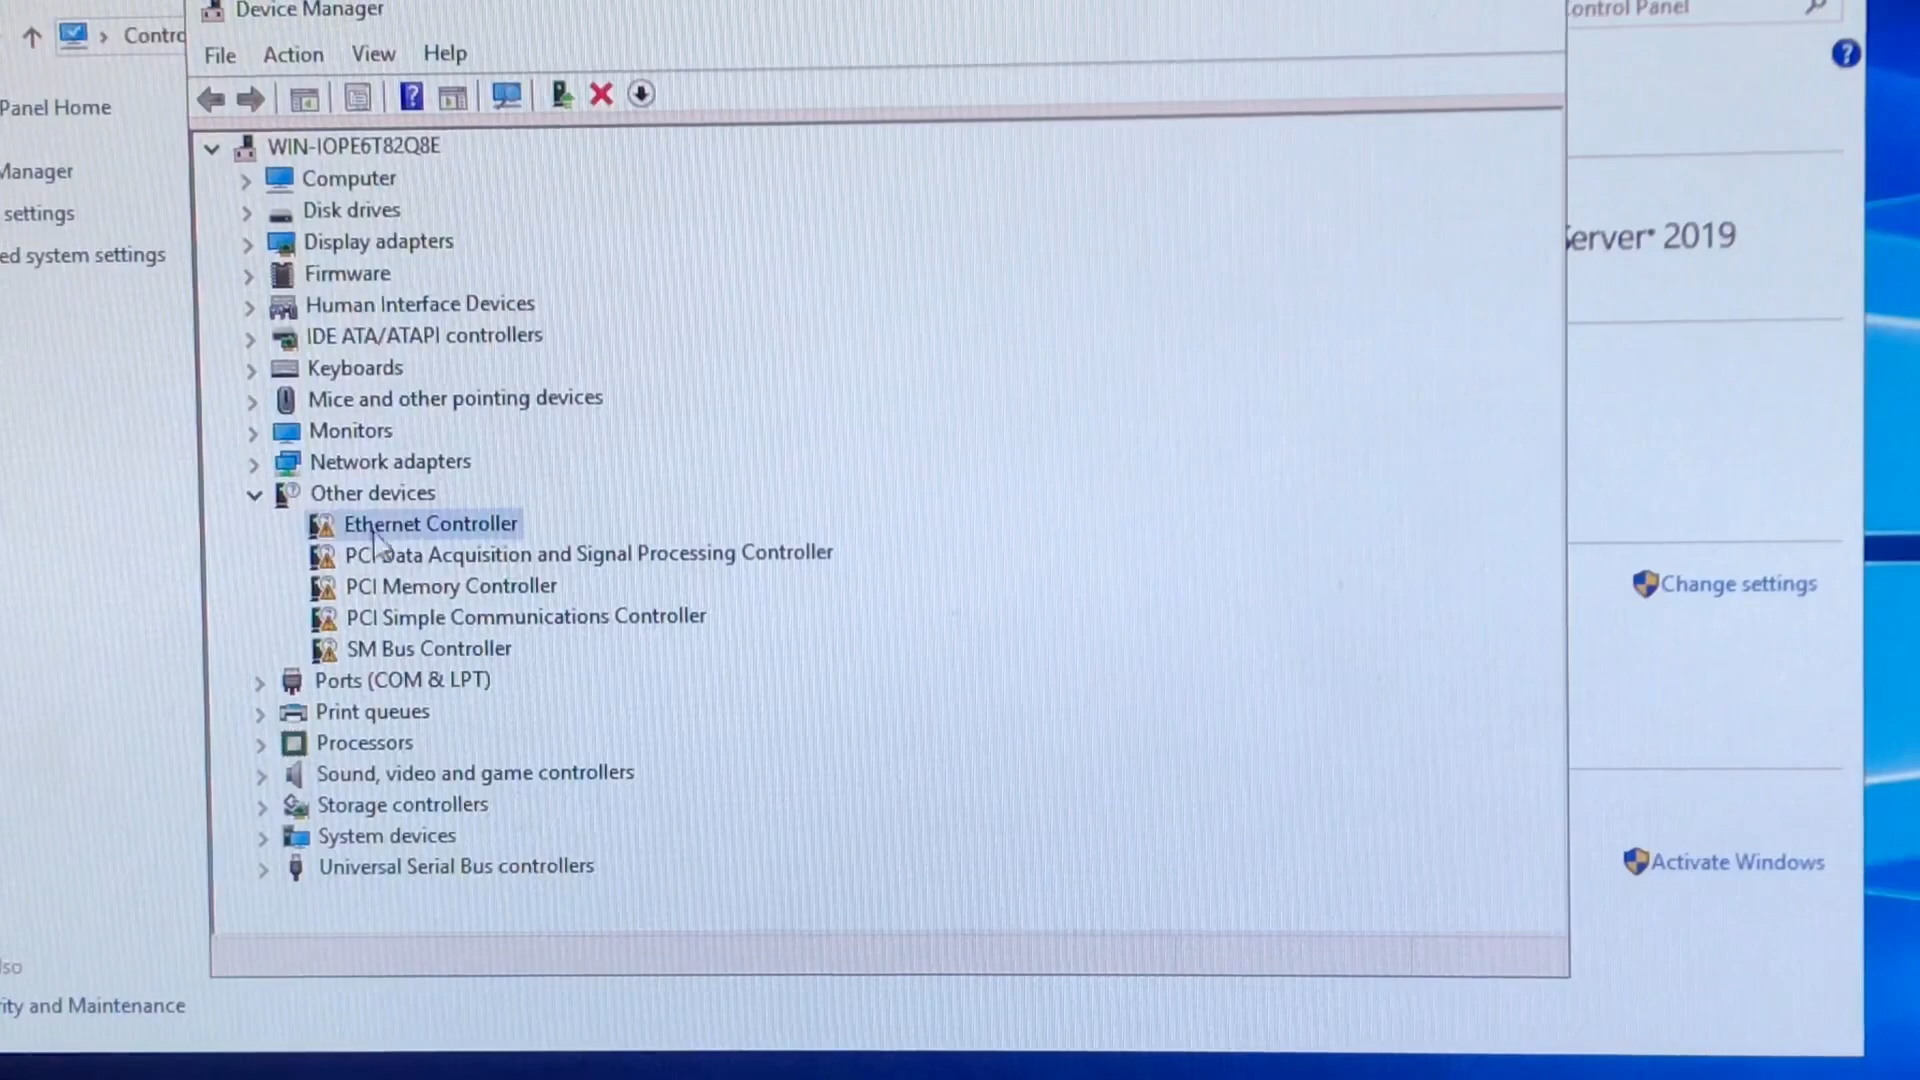 Device Manager
ontrol Panel
Contro
File Action View Help
Panel Home
Manager
settings
ed system settings
WIN-IOPE6T82Q8E
Computer
Disk drives
Display adapters
Firmware
Human Interface Devices
IDE ATA/ATAPI controllers
Keyboards
Mice and other pointing devices
Monitors
Network adapters
Other devices
Ethernet Controller
PCI Data Acquisition and Signal Processing Controller
PCI Memory Controller
PCI Simple Communications Controller
SM Bus Controller
Ports (COM & LPT)
Print queues
Processors
Sound, video and game controllers
Storage controllers
System devices
Universal Serial Bus controllers
erver 2019
Change settings
Activate Windows
lso
ity and Maintenance